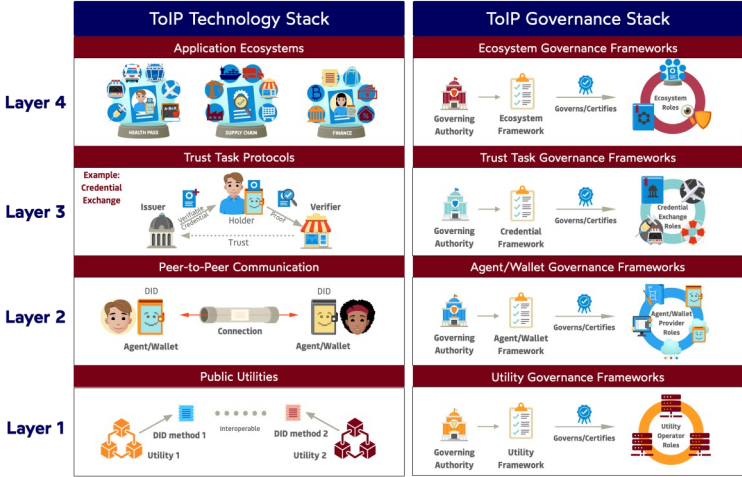 ToIP Technology Stack
ToIP Governance Stack
Layer 4
Application Ecosystems
HEALTH PASS
SUPPLY CHAIN
FINANCE
Ecosystem Governance Frameworks
Governing
Authority
Ecosystem
Framework
Governs/Certifies
Ecosystem
Roles
Layer 3
Trust Task Protocols
Example:
Credential
Exchange
Issuer
Verifiable
Credential
Holder
Proof
Verifier
Trust
Trust Task Governance Frameworks
Governing
Authority
Credential
Framework
Governs/Certifies
Credential
Exchange
Roles
Layer 2
Peer-to-Peer Communication
DID
Agent/Wallet
Connection
DID
Agent/Wallet
Agent/Wallet Governance Frameworks
Governing
Authority
Agent/Wallet
Framework
Governs/Certifies
Agent/Wallet
Provider
Roles
Layer 1
Public Utilities
DID method 1
Utility 1
Interoperable
DID method 2
Utility 2
Utility Governance Frameworks
Governing
Authority
Utility
Framework
Governs/Certifies
Utility
Operator
Roles